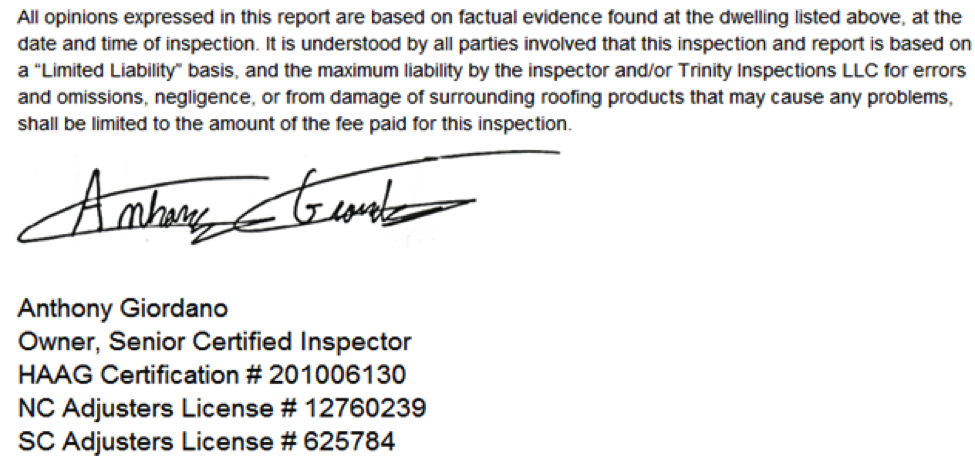 All opinions expressed in this report are based on factual evidence found at the dwelling listed above, at the
date and time of inspection. It is understood by all parties involved that this inspection and report is based on
a “Limited Liability” basis, and the maximum liability by the inspector and/or Trinity Inspections LLC for errors
and omissions, negligence, or from damage of surrounding roofing products that may cause any problems,
shall be limited to the amount of the fee paid for this inspection.
Anthony Giordano
Owner, Senior Certified Inspector
HAAG Certification # 201006130
NC Adjusters License # 12760239
SC Adjusters License # 625784